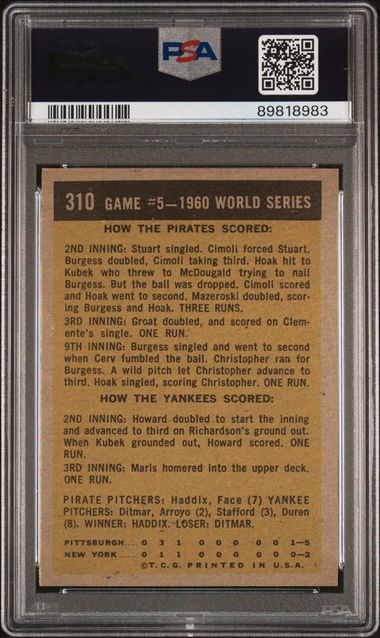 PSA
PSA
89818983
310 GAME #5—1960 WORLD SERIES
HOW THE PIRATES SCORED:
2ND INNING: Stuart singled. Cimoli forced Stuart.
Burgess doubled, Cimoli taking third. Hoak hit to
Kubek who threw to McDougald trying to nail
Burgess. But the ball was dropped. Cimoli scored
and Hoak went to second. Mazeroski doubled, scor-
ing Burgess and Hoak. THREE RUNS.
3RD INNING: Groat doubled, and scored on Clem-
ente's single. ONE RUN.
9TH INNING: Burgess singled and went to second
when Cerv fumbled the ball. Christopher ran for
Burgess. A wild pitch let Christopher advance to
third. Hoak singled, scoring Christopher. ONE RUN.
HOW THE YANKEES SCORED:
2ND INNING: Howard doubled to start the inning
and advanced to third on Richardson's ground out.
When Kubek grounded out, Howard scored. ONE
RUN.
3RD INNING: Maris homered into the upper deck.
ONE RUN.
PIRATE PITCHERS: Haddix, Face (7) YANKEE
PITCHERS: Ditmar, Arroyo (2), Stafford (3), Duren
(8). WINNER: HADDIX. LOSER: DITMAR.
PITTSBURGH..... 0 3 1 0 0 0 0 0 1—5
NEW YORK..... 0 1 1 0 0 0 0 0 0—2
© T.C.G. PRINTED IN U.S.A.